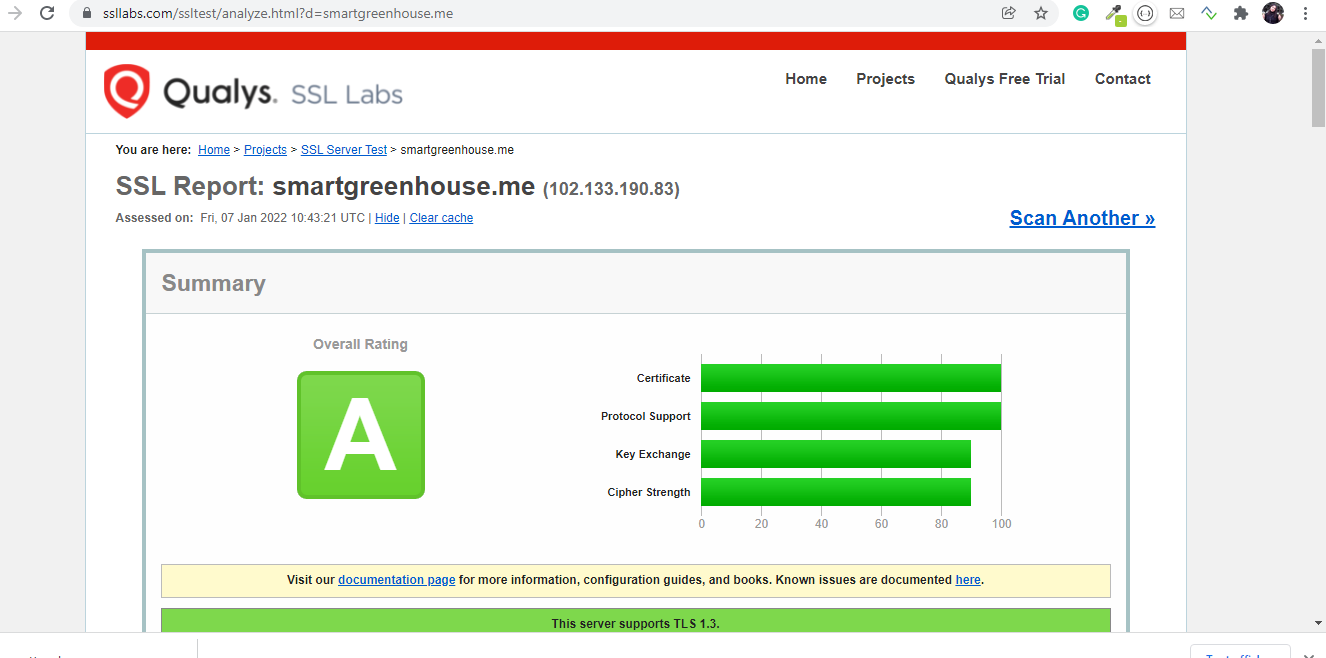 ssllabs.com/ssltest/analyze.html?d=smartgreenhouse.me
Qualys. SSL Labs
Home Projects Qualys Free Trial Contact
You are here: Home > Projects > SSL Server Test > smartgreenhouse.me
SSL Report: smartgreenhouse.me (102.133.190.83)
Assessed on: Fri, 07 Jan 2022 10:43:21 UTC | Hide | Clear cache
Scan Another »
Summary
Overall Rating
A
Certificate
Protocol Support
Key Exchange
Cipher Strength
0 20 40 60 80 100
Visit our documentation page for more information, configuration guides, and books. Known issues are documented here.
This server supports TLS 1.3.